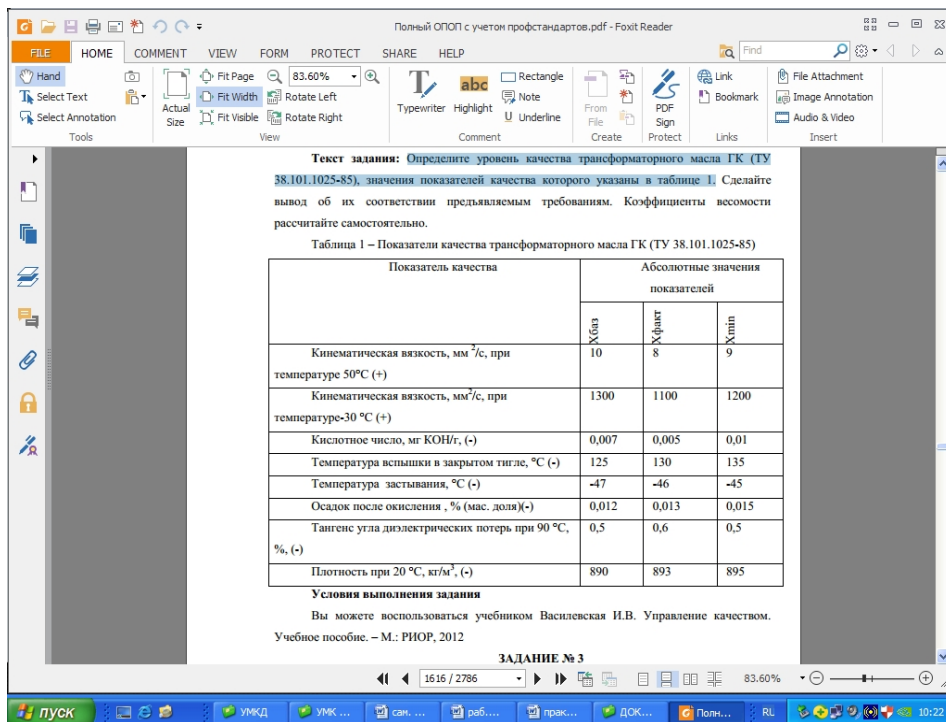 Полный ОПОП с учетом профстандартов.pdf - Foxit Reader
FILE HOME COMMENT VIEW FORM PROTECT SHARE HELP
Find
Hand
Select Text
Select Annotation
Tools
Actual Size
Fit Page
Fit Width
Fit Visible
83.60%
Rotate Left
Rotate Right
View
Typewriter
Highlight
Rectangle
Note
Underline
Comment
From File
Create
PDF Sign
Protect
Link
Bookmark
Links
File Attachment
Image Annotation
Audio & Video
Insert
Текст задания: Определите уровень качества трансформаторного масла ГК (ТУ
38.101.1025-85), значения показателей качества которого указаны в таблице 1. Сделайте
вывод об их соответствии предъявляемым требованиям. Коэффициенты весомости
рассчитайте самостоятельно.
Таблица 1 – Показатели качества трансформаторного масла ГК (ТУ 38.101.1025-85)
Показатель качества
Абсолютные значения
показателей
Хбаз
Хфакт
Xmin
Кинематическая вязкость, мм ²/с, при
температуре 50°С (+)
10 8 9
Кинематическая вязкость, мм²/с, при
температуре-30 °С (+)
1300 1100 1200
Кислотное число, мг КОН/г, (-) 0,007 0,005 0,01
Температура вспышки в закрытом тигле, °С (-) 125 130 135
Температура застывания, °С (-) -47 -46 -45
Осадок после окисления , % (мас. доля)(-) 0,012 0,013 0,015
Тангенс угла диэлектрических потерь при 90 °С,
%, (-)
0,5 0,6 0,5
Плотность при 20 °С, кг/м³, (-) 890 893 895
Условия выполнения задания
Вы можете воспользоваться учебником Василевская И.В. Управление качеством.
Учебное пособие. – М.: РИОР, 2012
ЗАДАНИЕ № 3
1616 / 2786
83.60%
пуск
УМКД
УМК ...
сам. ...
раб....
прак...
ДОК...
Полн...
RU
10:22